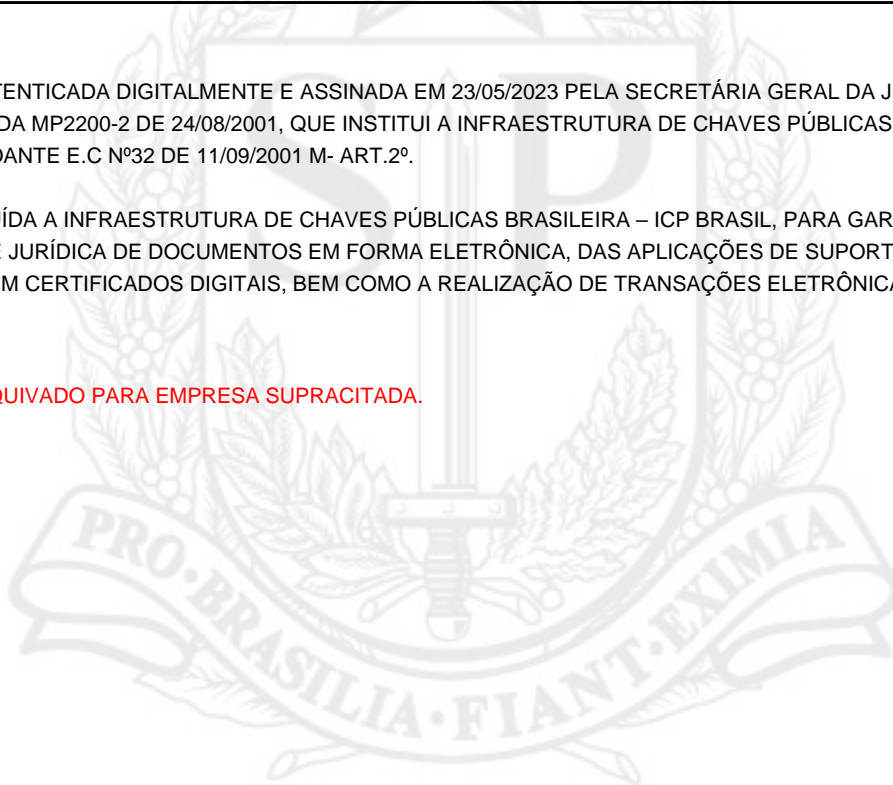 TENTICADA DIGITALMENTE E ASSINADA EM 23/05/2023 PELA SECRETÁRIA GERAL DA J
DA MP2200-2 DE 24/08/2001, QUE INSTITUI A INFRAESTRUTURA DE CHAVES PÚBLICAS
DANTE E.C Nº32 DE 11/09/2001 M- ART.2º.
UÍDA A INFRAESTRUTURA DE CHAVES PÚBLICAS BRASILEIRA – ICP BRASIL, PARA GAR
E JURÍDICA DE DOCUMENTOS EM FORMA ELETRÔNICA, DAS APLICAÇÕES DE SUPORT
EM CERTIFICADOS DIGITAIS, BEM COMO A REALIZAÇÃO DE TRANSAÇÕES ELETRÔNICA
QUIVADO PARA EMPRESA SUPRACITADA.
SP
PRO·BRASILIA·FIANT·EXIMIA